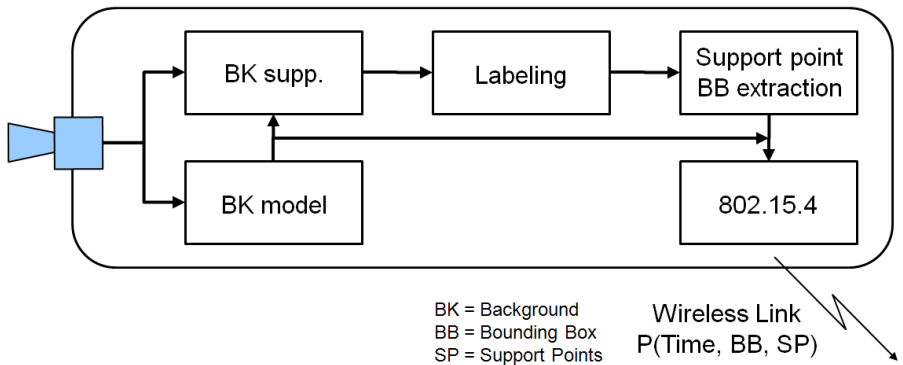 BK supp.
Labeling
Support point
BB extraction
BK model
802.15.4
BK = Background
BB = Bounding Box
SP = Support Points
Wireless Link
P(Time, BB, SP)